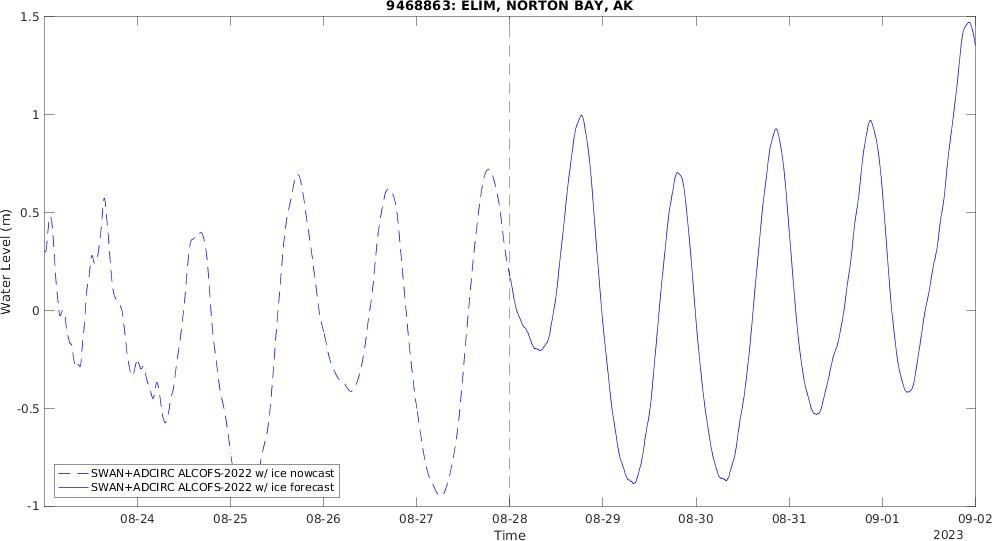 9468863: ELIM, NORTON BAY, AK
1.5
1
0.5
0
-0.5
-1
Water Level (m)
SWAN+ADCIRC ALCOFS-2022 w/ ice nowcast
SWAN+ADCIRC ALCOFS-2022 w/ ice forecast
08-24 08-25 08-26 08-27 08-28 08-29 08-30 08-31 09-01 09-02
Time
2023